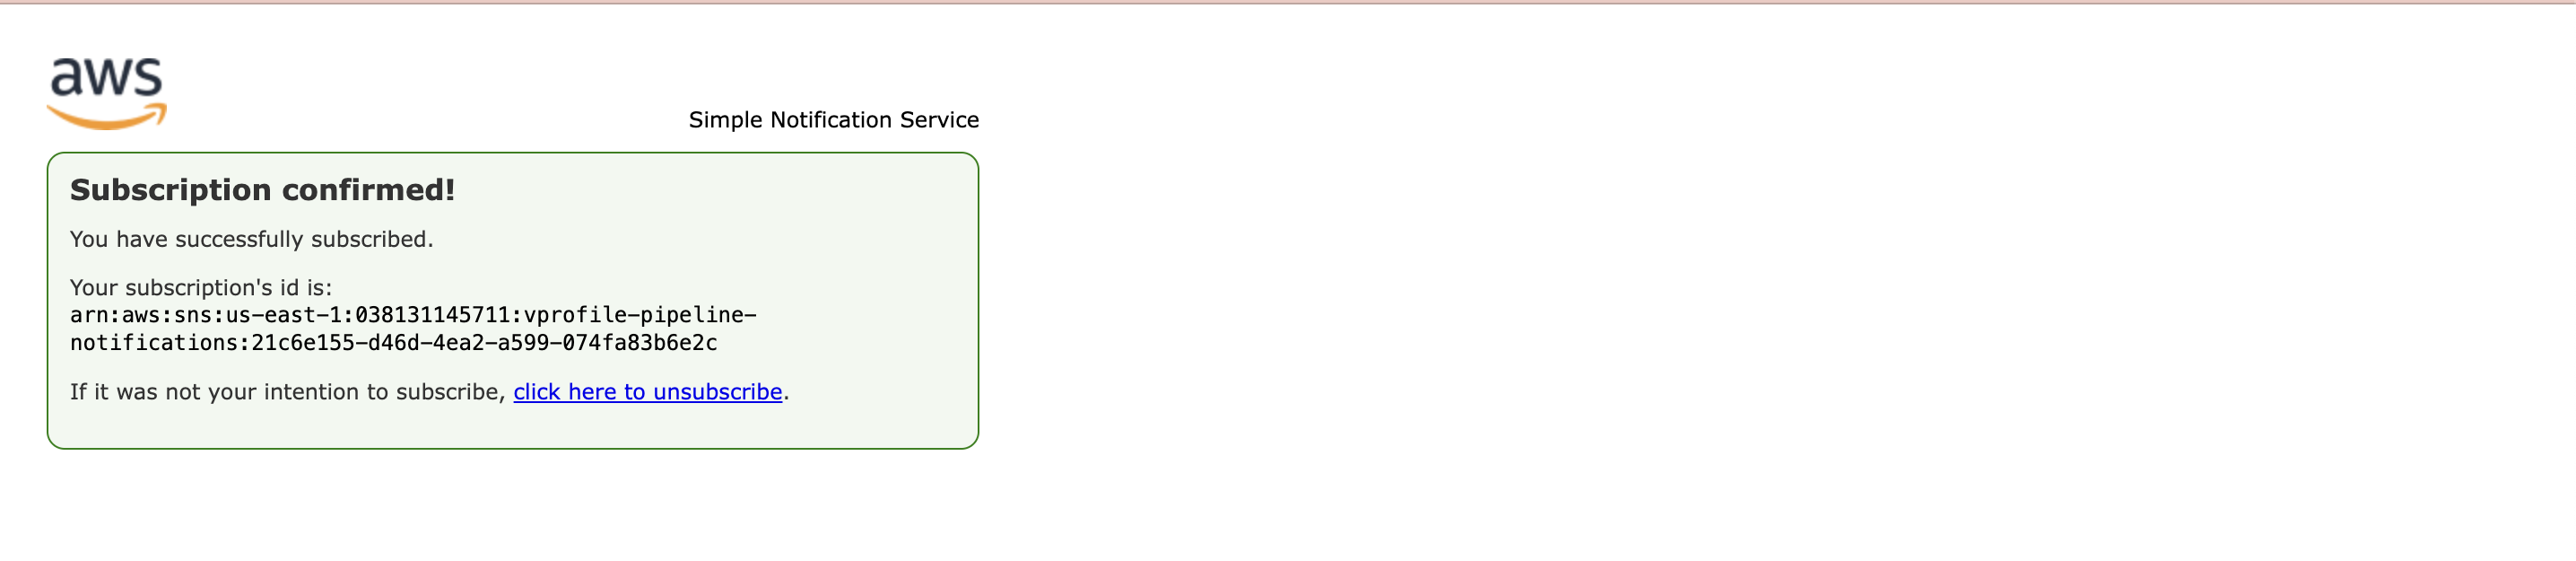 aws
Simple Notification Service
Subscription confirmed!
You have successfully subscribed.
Your subscription's id is:
arn:aws:sns:us-east-1:038131145711:vprofile-pipeline-
notifications:21c6e155-d46d-4ea2-a599-074fa83b6e2c
If it was not your intention to subscribe, click here to unsubscribe.